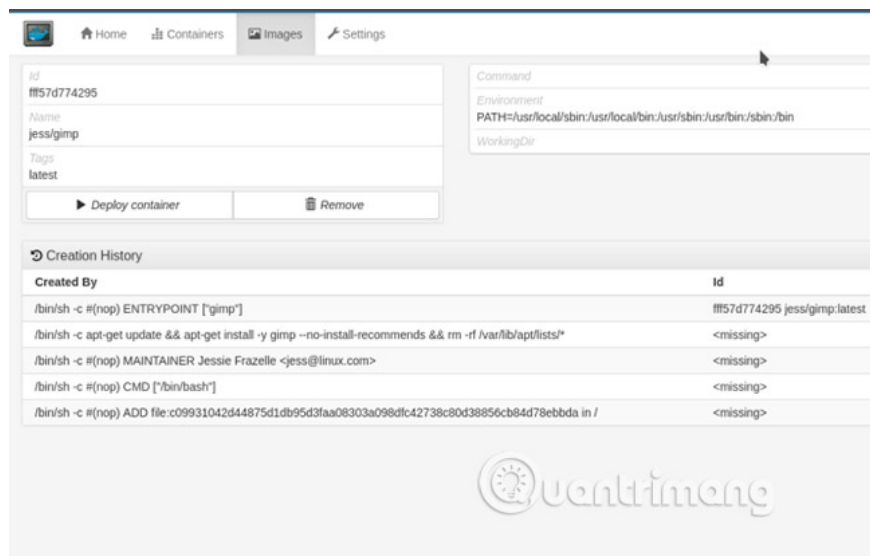 Home Containers Images Settings
Id
fff57d774295
Name
jess/gimp
Tags
latest
Deploy container Remove
Command
Environment
PATH=/usr/local/sbin:/usr/local/bin:/usr/sbin:/usr/bin:/sbin:/bin
WorkingDir
Creation History
Created By Id
/bin/sh -c #(nop) ENTRYPOINT ["gimp"] fff57d774295 jess/gimp:latest
/bin/sh -c apt-get update && apt-get install -y gimp --no-install-recommends && rm -rf /var/lib/apt/lists/* <missing>
/bin/sh -c #(nop) MAINTAINER Jessie Frazelle <jess@linux.com> <missing>
/bin/sh -c #(nop) CMD ["/bin/bash"] <missing>
/bin/sh -c #(nop) ADD file:c09931042d44875d1db95d3faa08303a098dfc42738c80d38856cb84d78ebbda in / <missing>
Quantrimang